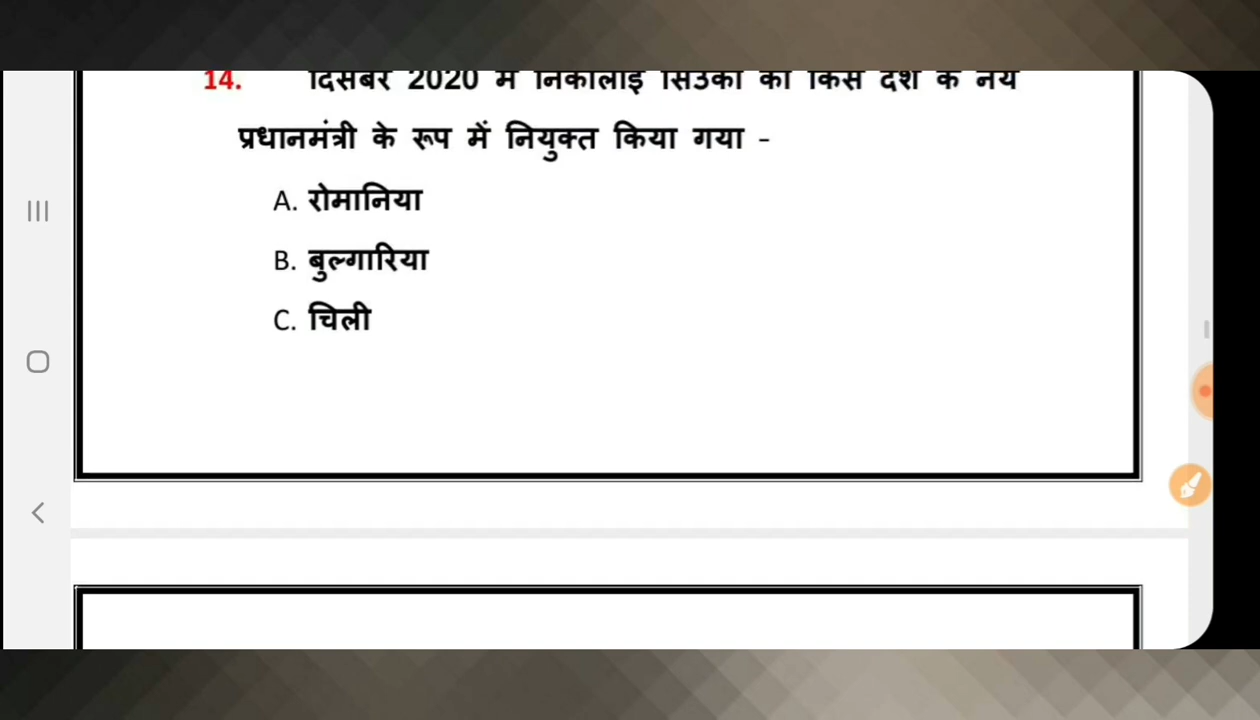 14. दिसंबर 2020 में निकोलाई सिउका को किस देश के नये
प्रधानमंत्री के रूप में नियुक्त किया गया -
A. रोमानिया
B. बुल्गारिया
C. चिली